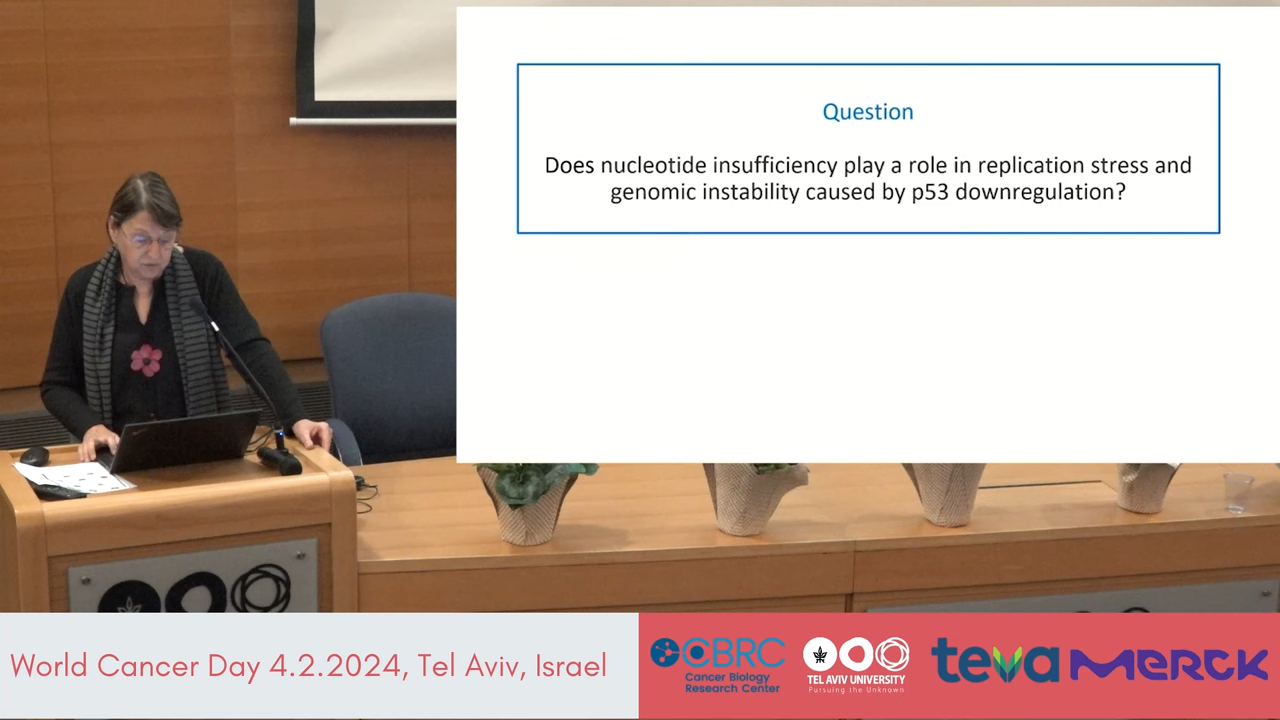 Question
Does nucleotide insufficiency play a role in replication stress and
genomic instability caused by p53 downregulation?
World Cancer Day 4.2.2024, Tel Aviv, Israel
CBRC
Cancer Biology
Research Center
TEL AVIV UNIVERSITY
Pursuing the Unknown
teva
MERCK